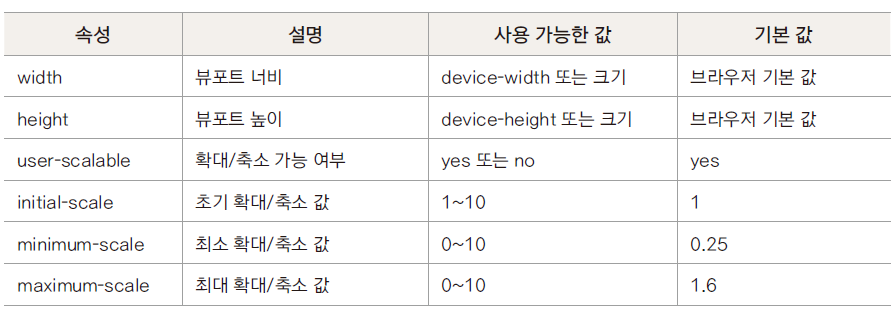 속성 설명 사용 가능한 값 기본 값
width 뷰포트 너비 device-width 또는 크기 브라우저 기본 값
height 뷰포트 높이 device-height 또는 크기 브라우저 기본 값
user-scalable 확대/축소 가능 여부 yes 또는 no yes
initial-scale 초기 확대/축소 값 1~10 1
minimum-scale 최소 확대/축소 값 0~10 0.25
maximum-scale 최대 확대/축소 값 0~10 1.6